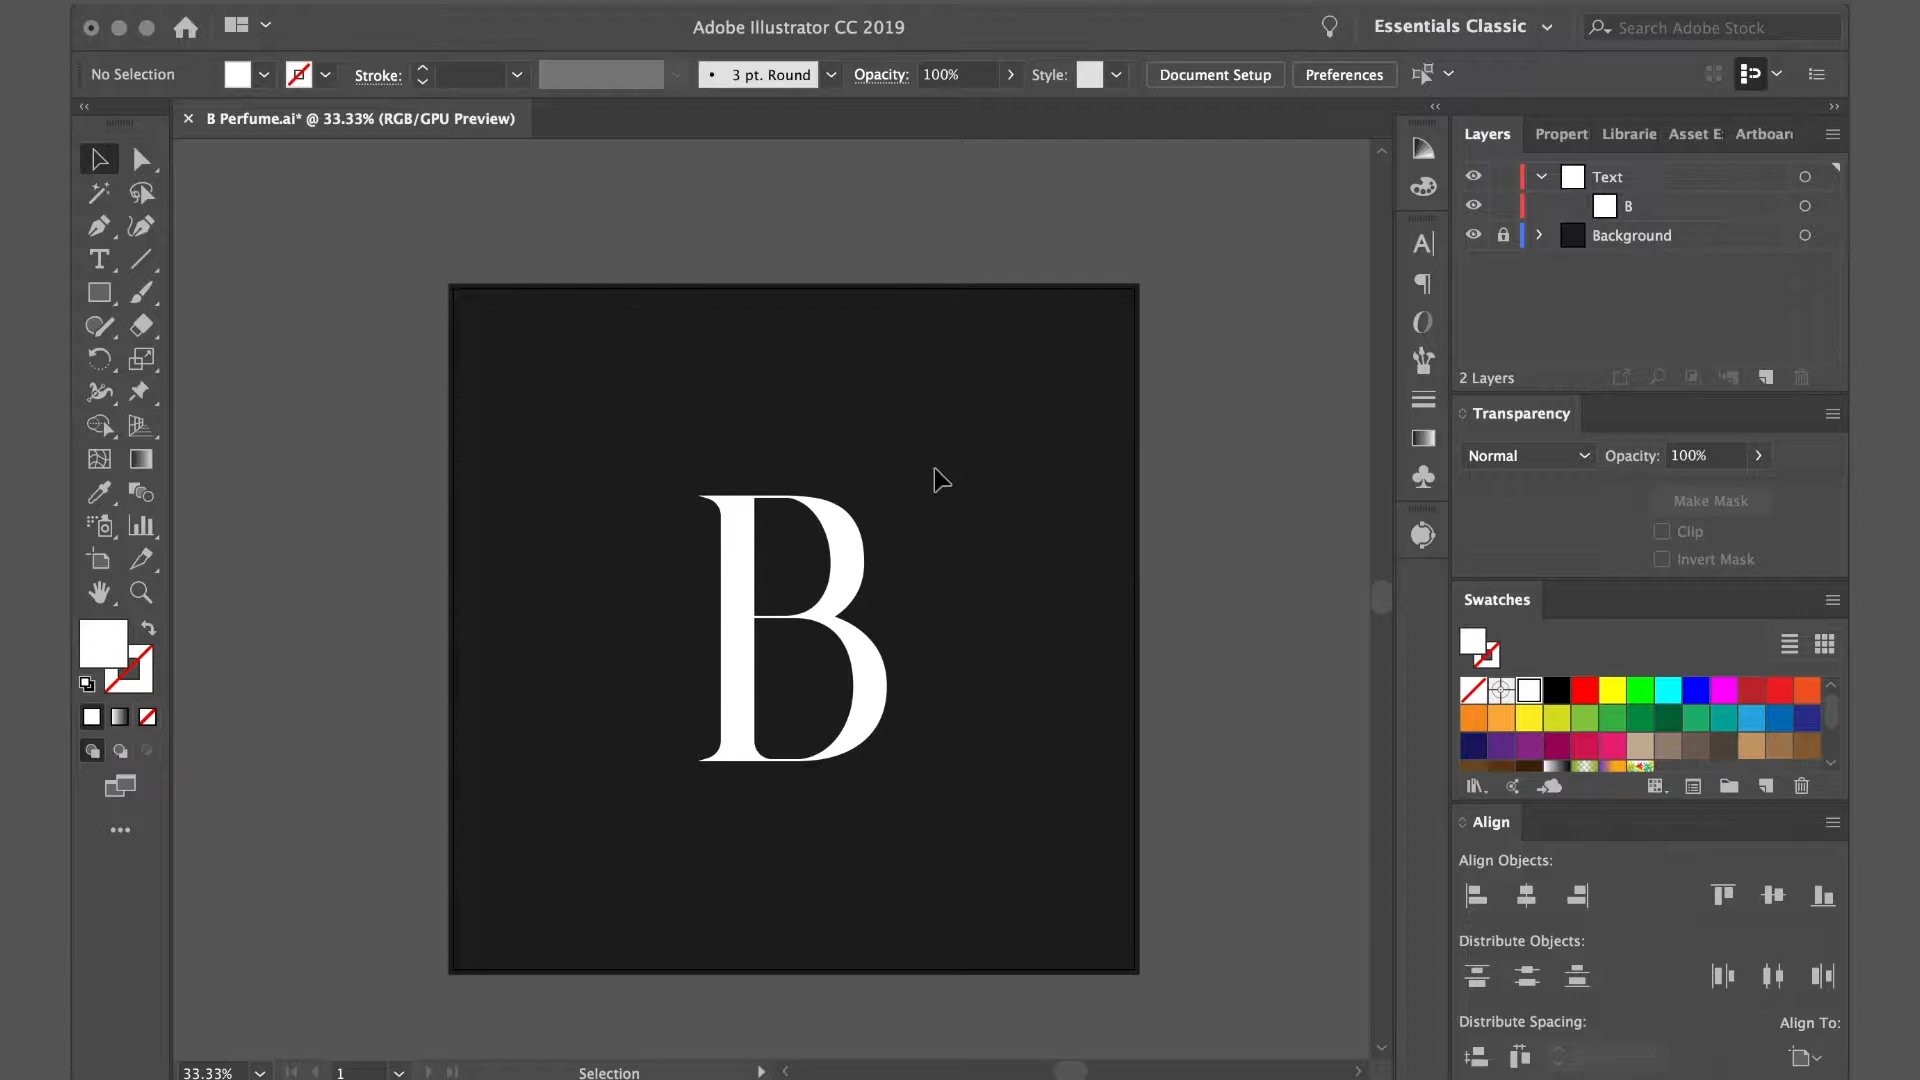 Adobe Illustrator CC 2019
Essentials Classic
Search Adobe Stock
No Selection
Stroke:
3 pt. Round
Opacity:
100%
Style:
Document Setup
Preferences
B Perfume.ai* @ 33.33% (RGB/GPU Preview)
Layers
Propert
Librarie
Asset E
Artboar
Text
B
Background
2 Layers
Transparency
Normal
Opacity:
100%
Make Mask
Clip
Invert Mask
B
Swatches
Align
Align Objects:
Distribute Objects:
Distribute Spacing:
Align To:
33.33%
1
Selection